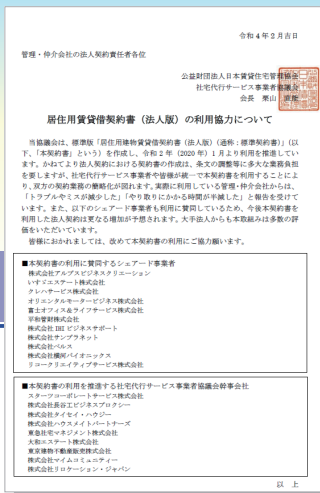 令和４年２月吉日
管理・仲介会社の法人契約責任者各位
公益財団法人日本賃貸住宅管理協会
社宅代行サービス事業者協議会
会長　栗山
居住用賃貸借契約書（法人版）の利用協力について
当協議会は、標準版「居住用建物賃貸借契約書（法人版）（通称：標準契約書）」（以
下、「本契約書」という）を作成し、令和２年（2020 年）1 月より利用を推進してい
ます。かねてより法人契約における契約書の作成は、条文の調整等に多大な業務負担
を要しますが、社宅代行サービス事業者や皆様が統一で本契約書を利用することによ
り、双方の契約業務の簡略化が図れます。実際に利用している管理・仲介会社からは、
「トラブルやミスが減少した」「やり取りにかかる時間が半減した」と報告を受けて
います。また、以下のシェアード事業者も利用に賛同しているため、今後本契約書を
利用した法人契約は更なる増加が予想されます。大手法人からも本取組みは多数の評
価をいただいています。
皆様におかれましては、改めて本契約書の利用にご協力願います。
■本契約書の利用に賛同するシェアード事業者
株式会社アルプスビジネスクリエーション
いすゞエステート株式会社
クレハサービス株式会社
オリエンタルモータービジネス株式会社
富士オフィス＆ライフサービス株式会社
平和管財株式会社
株式会社 IHI ビジネスサポート
株式会社サンプラネット
株式会社ベルス
株式会社横河パイオニックス
リコークリエイティブサービス株式会社
■本契約書の利用を推進する社宅代行サービス事業者協議会幹事会社
スターツコーポレートサービス株式会社
株式会社長谷工ビジネスプロクシー
株式会社タイセイ・ハウジー
株式会社ハウスメイトパートナーズ
東急社宅マネジメント株式会社
大和エステート株式会社
東京建物不動産販売株式会社
株式会社マイムコミュニティー
株式会社リロケーション・ジャパン
以　上